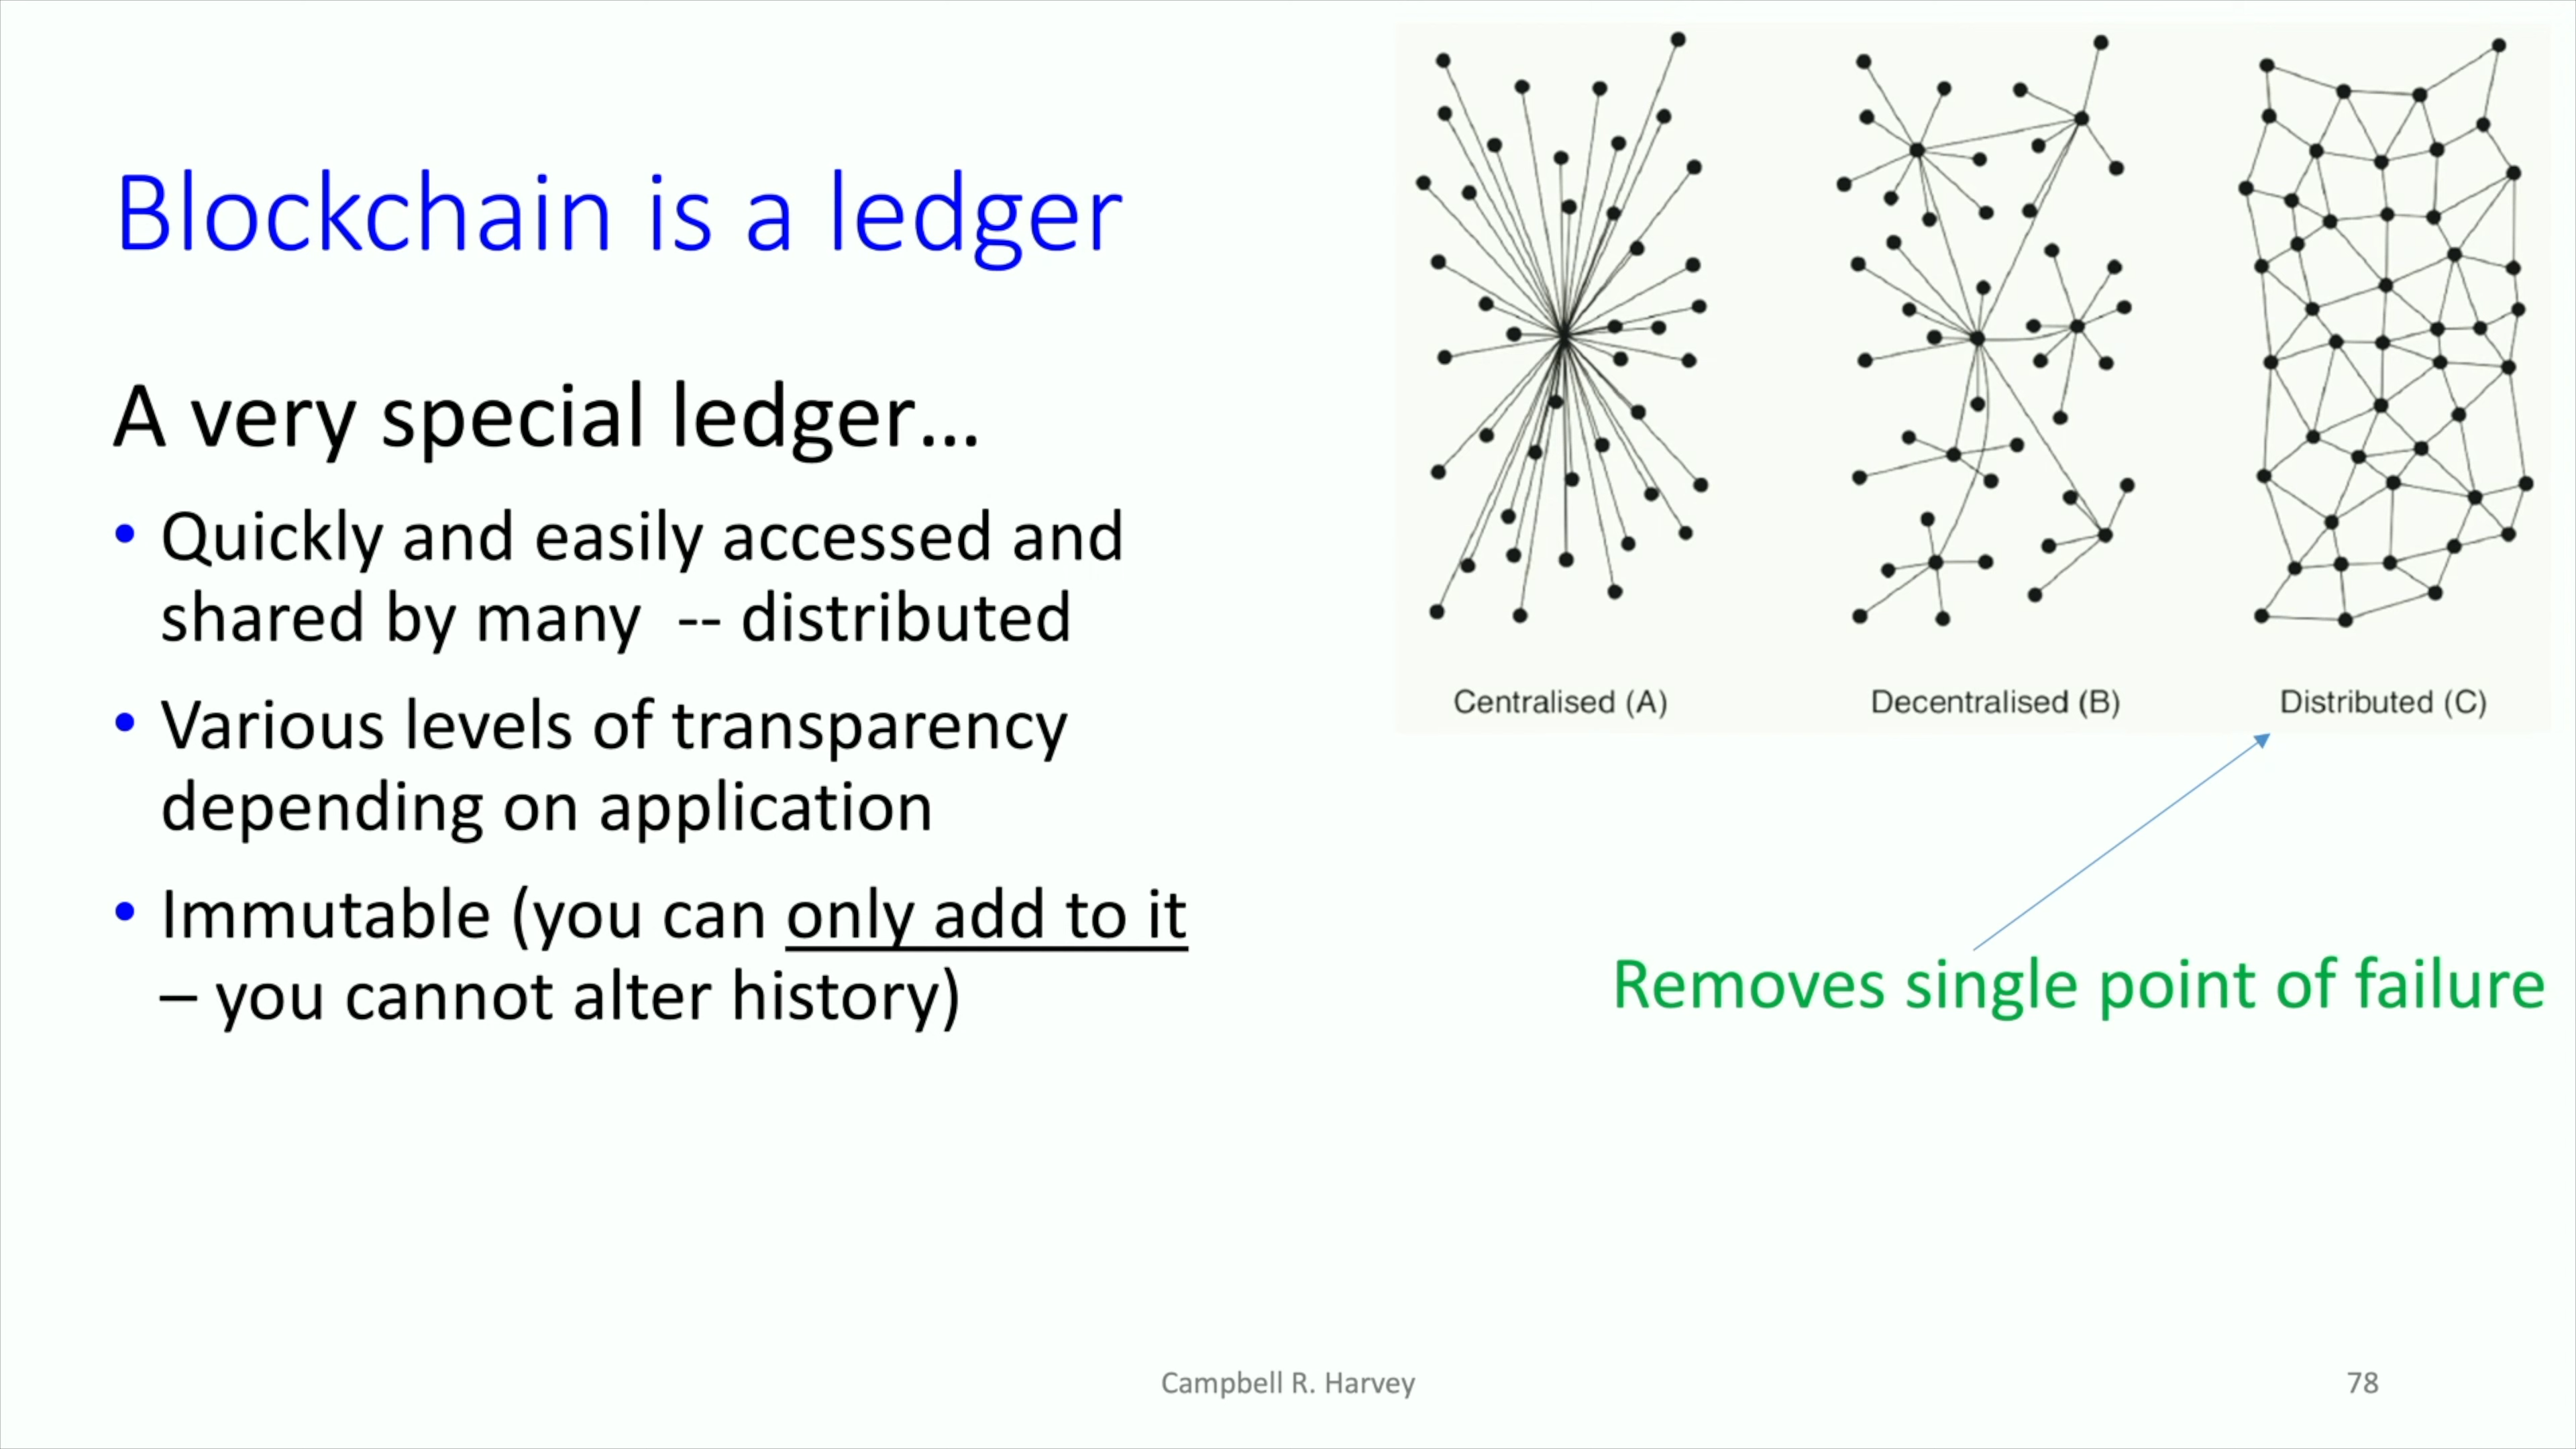 Blockchain is a ledger
A very special ledger...
• Quickly and easily accessed and
shared by many  -- distributed
• Various levels of transparency
depending on application
• Immutable (you can only add to it
– you cannot alter history)
Centralised (A)
Decentralised (B)
Distributed (C)
Removes single point of failure
Campbell R. Harvey
78